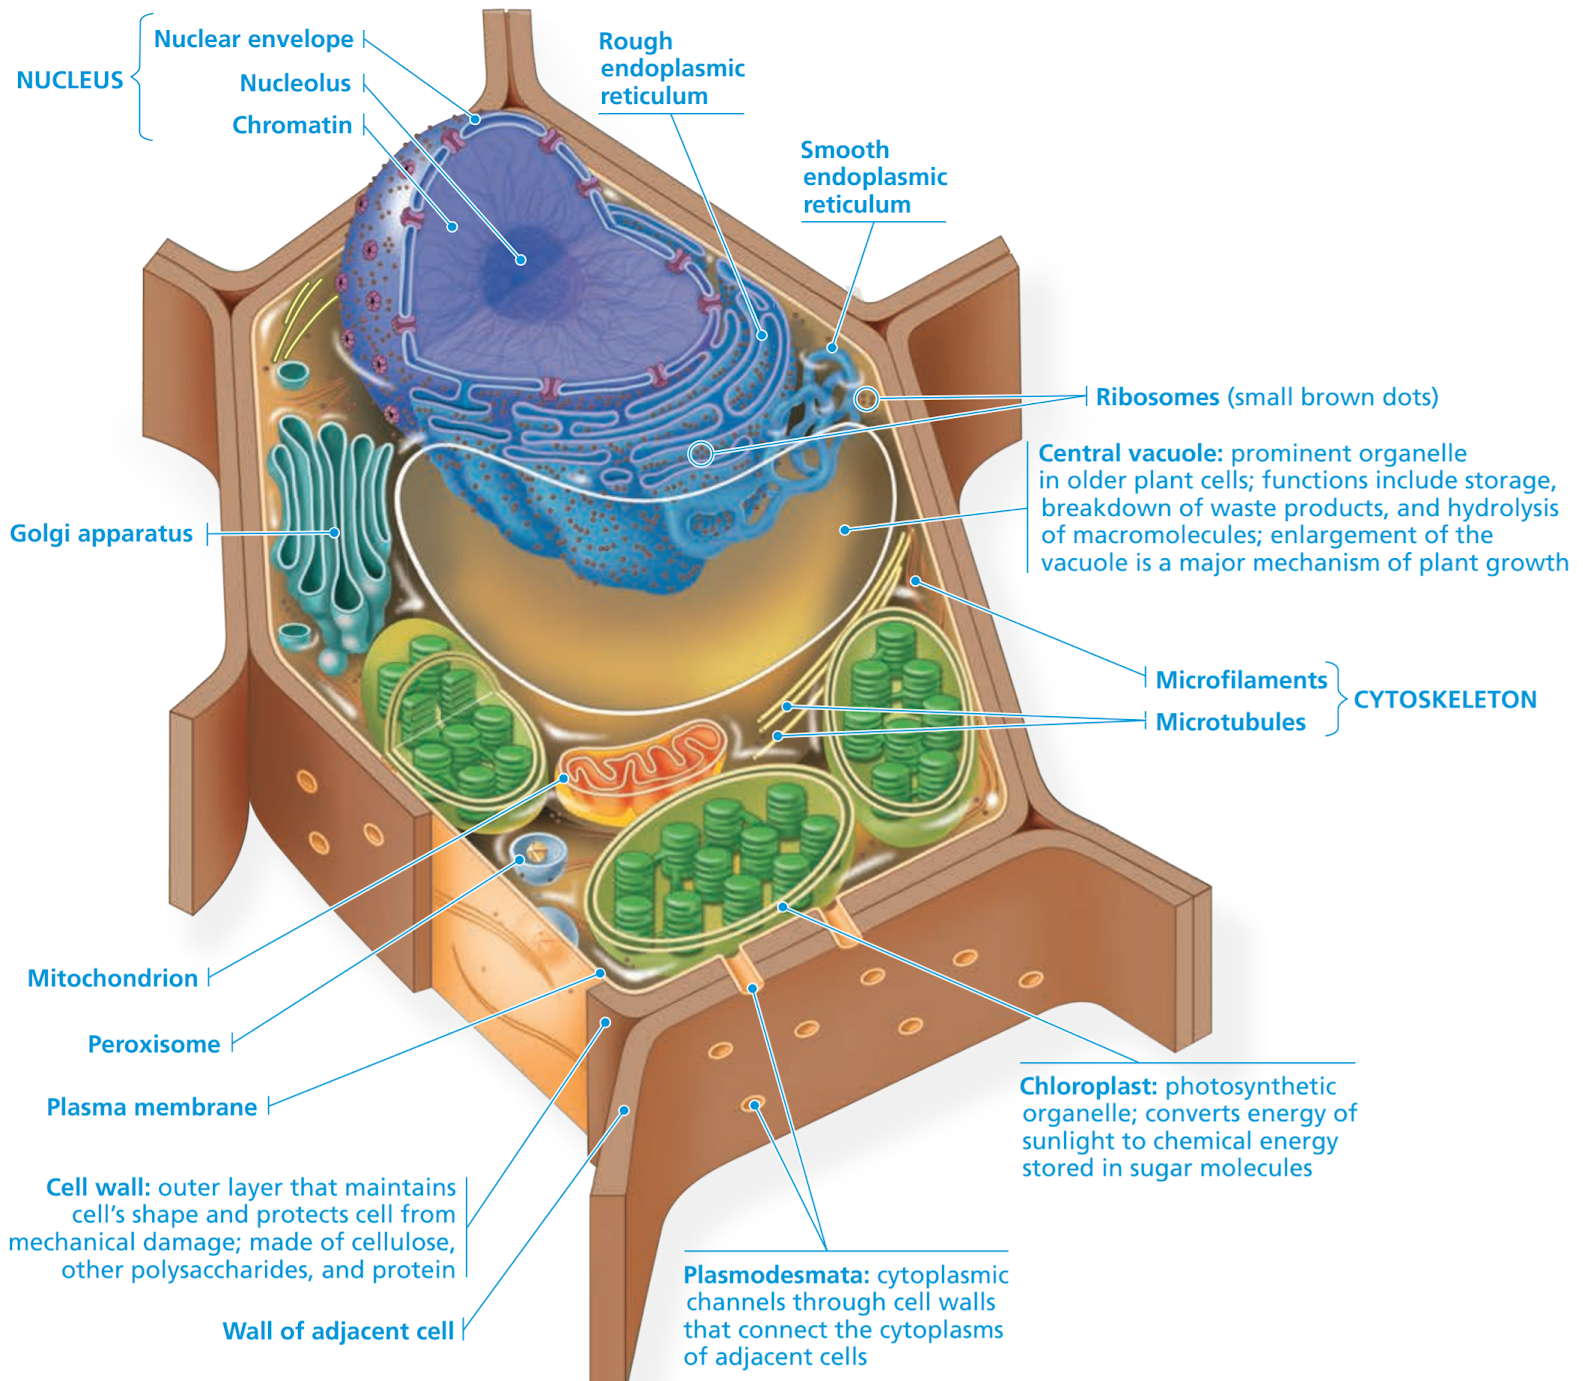 NUCLEUS
Nuclear envelope
Nucleolus
Chromatin
Rough
endoplasmic
reticulum
Smooth
endoplasmic
reticulum
Ribosomes (small brown dots)
Central vacuole: prominent organelle
in older plant cells; functions include storage,
breakdown of waste products, and hydrolysis
of macromolecules; enlargement of the
vacuole is a major mechanism of plant growth
Golgi apparatus
Microfilaments
Microtubules
CYTOSKELETON
Mitochondrion
Peroxisome
Plasma membrane
Chloroplast: photosynthetic
organelle; converts energy of
sunlight to chemical energy
stored in sugar molecules
Cell wall: outer layer that maintains
cell's shape and protects cell from
mechanical damage; made of cellulose,
other polysaccharides, and protein
Wall of adjacent cell
Plasmodesmata: cytoplasmic
channels through cell walls
that connect the cytoplasms
of adjacent cells